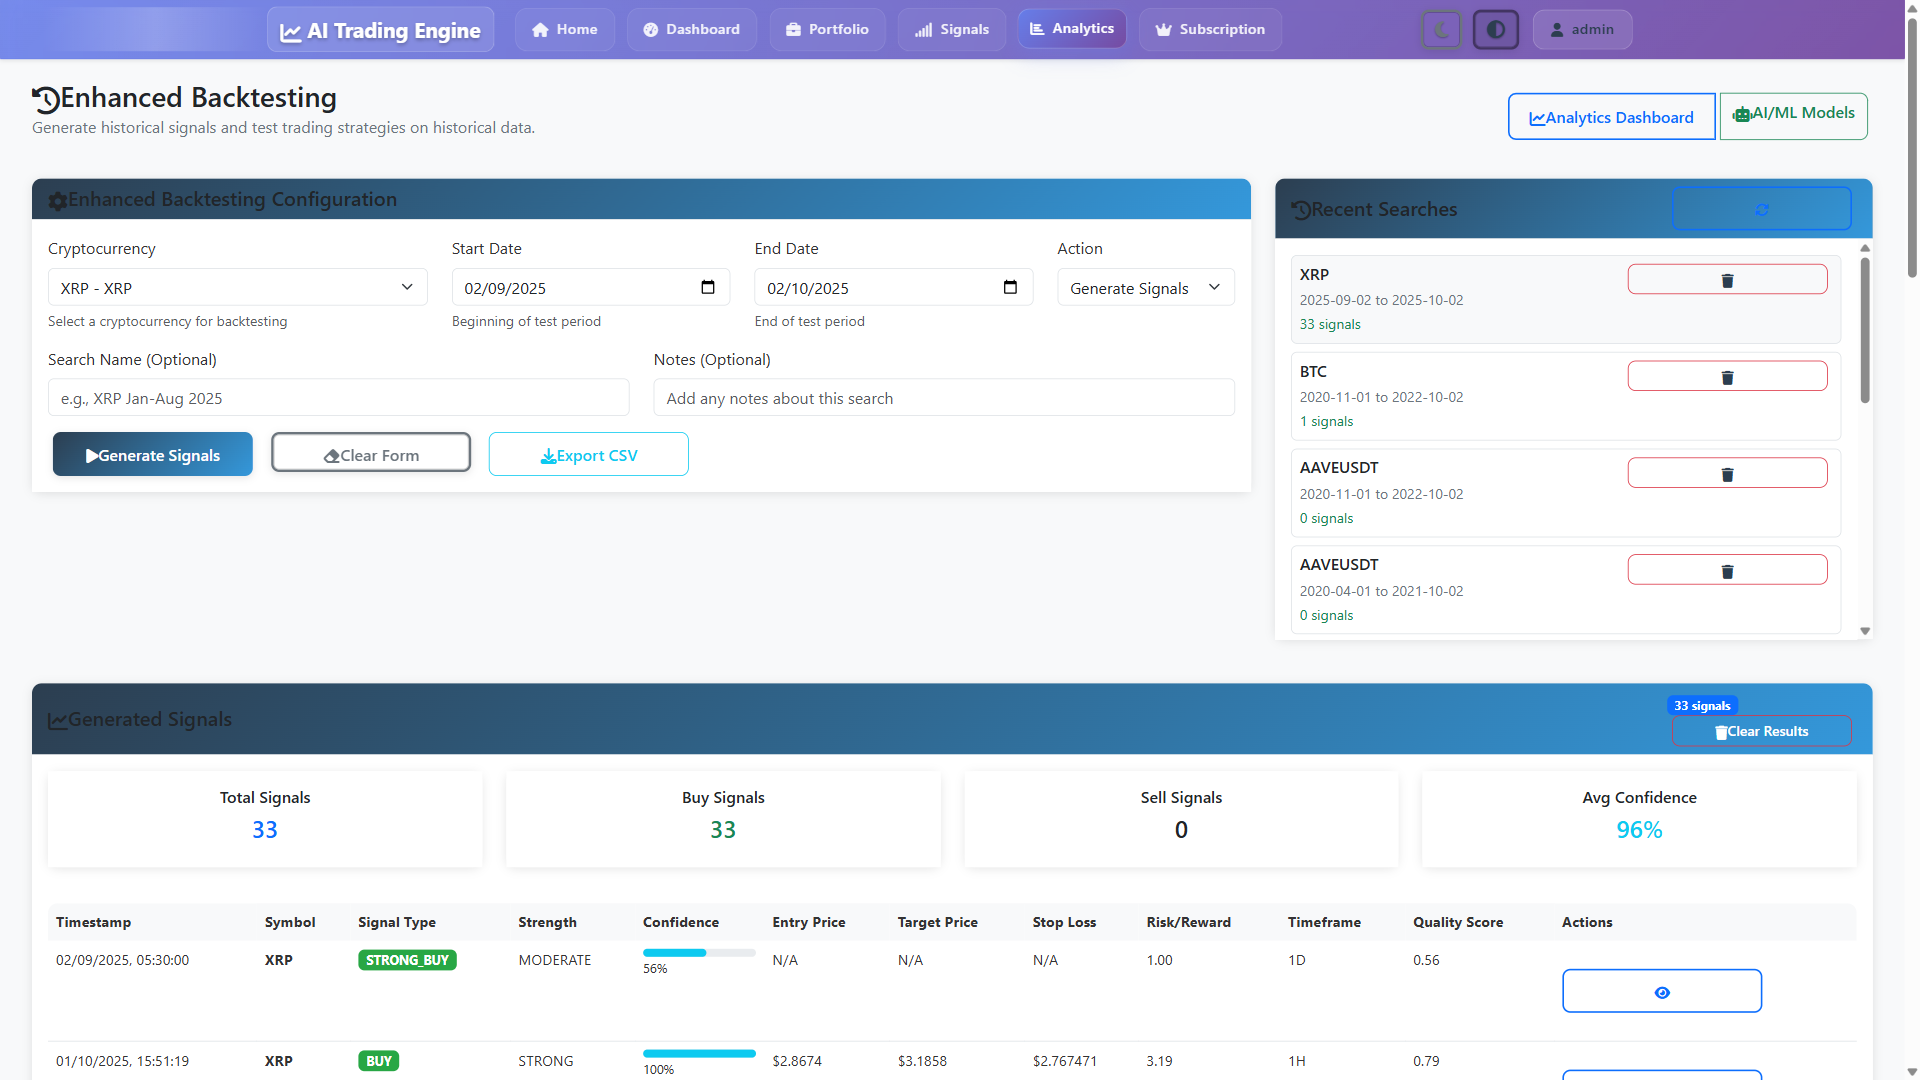 AI Trading Engine
Home
Dashboard
Portfolio
Signals
Analytics
Subscription
admin
Enhanced Backtesting
Generate historical signals and test trading strategies on historical data.
Analytics Dashboard
AI/ML Models
Enhanced Backtesting Configuration
Cryptocurrency
Start Date
End Date
Action
XRP - XRP
02/09/2025
02/10/2025
Generate Signals
Select a cryptocurrency for backtesting
Beginning of test period
End of test period
Search Name (Optional)
Notes (Optional)
e.g., XRP Jan-Aug 2025
Add any notes about this search
Generate Signals
Clear Form
Export CSV
Recent Searches
XRP
2025-09-02 to 2025-10-02
33 signals
BTC
2020-11-01 to 2022-10-02
1 signals
AAVEUSDT
2020-11-01 to 2022-10-02
0 signals
AAVEUSDT
2020-04-01 to 2021-10-02
0 signals
Generated Signals
33 signals
Clear Results
Total Signals
33
Buy Signals
33
Sell Signals
0
Avg Confidence
96%
Timestamp Symbol Signal Type Strength Confidence Entry Price Target Price Stop Loss Risk/Reward Timeframe Quality Score Actions
02/09/2025, 05:30:00 XRP STRONG_BUY MODERATE 56% N/A N/A N/A 1.00 1D 0.56
01/10/2025, 15:51:19 XRP BUY STRONG 100% $2.8674 $3.1858 $2.767471 3.19 1H 0.79